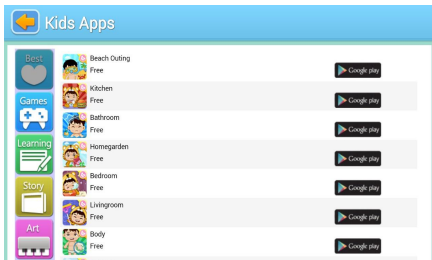 Kids Apps
Best
Games
Learning
Story
Art
Beach Outing
Free
Google play
Kitchen
Free
Google play
Bathroom
Free
Google play
Homegarden
Free
Google play
Bedroom
Free
Google play
Livingroom
Free
Google play
Body
Free
Google play